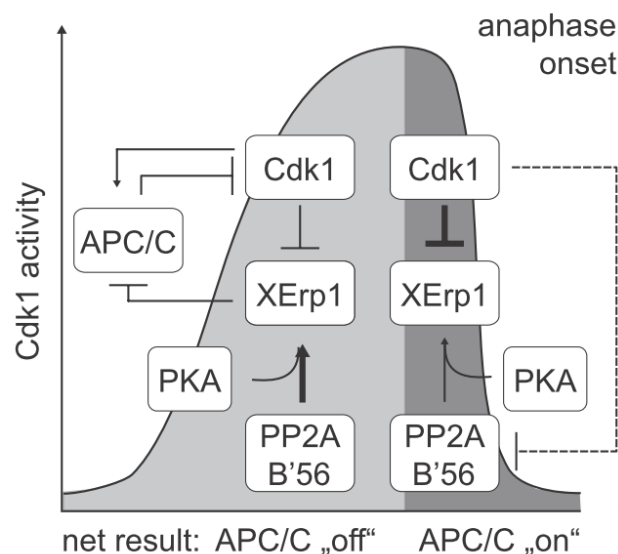 anaphase
onset
Cdk1 activity
Cdk1
Cdk1
APC/C
XErp1
XErp1
PKA
PKA
PP2A
B'56
PP2A
B'56
net result: APC/C „off“ APC/C „on“